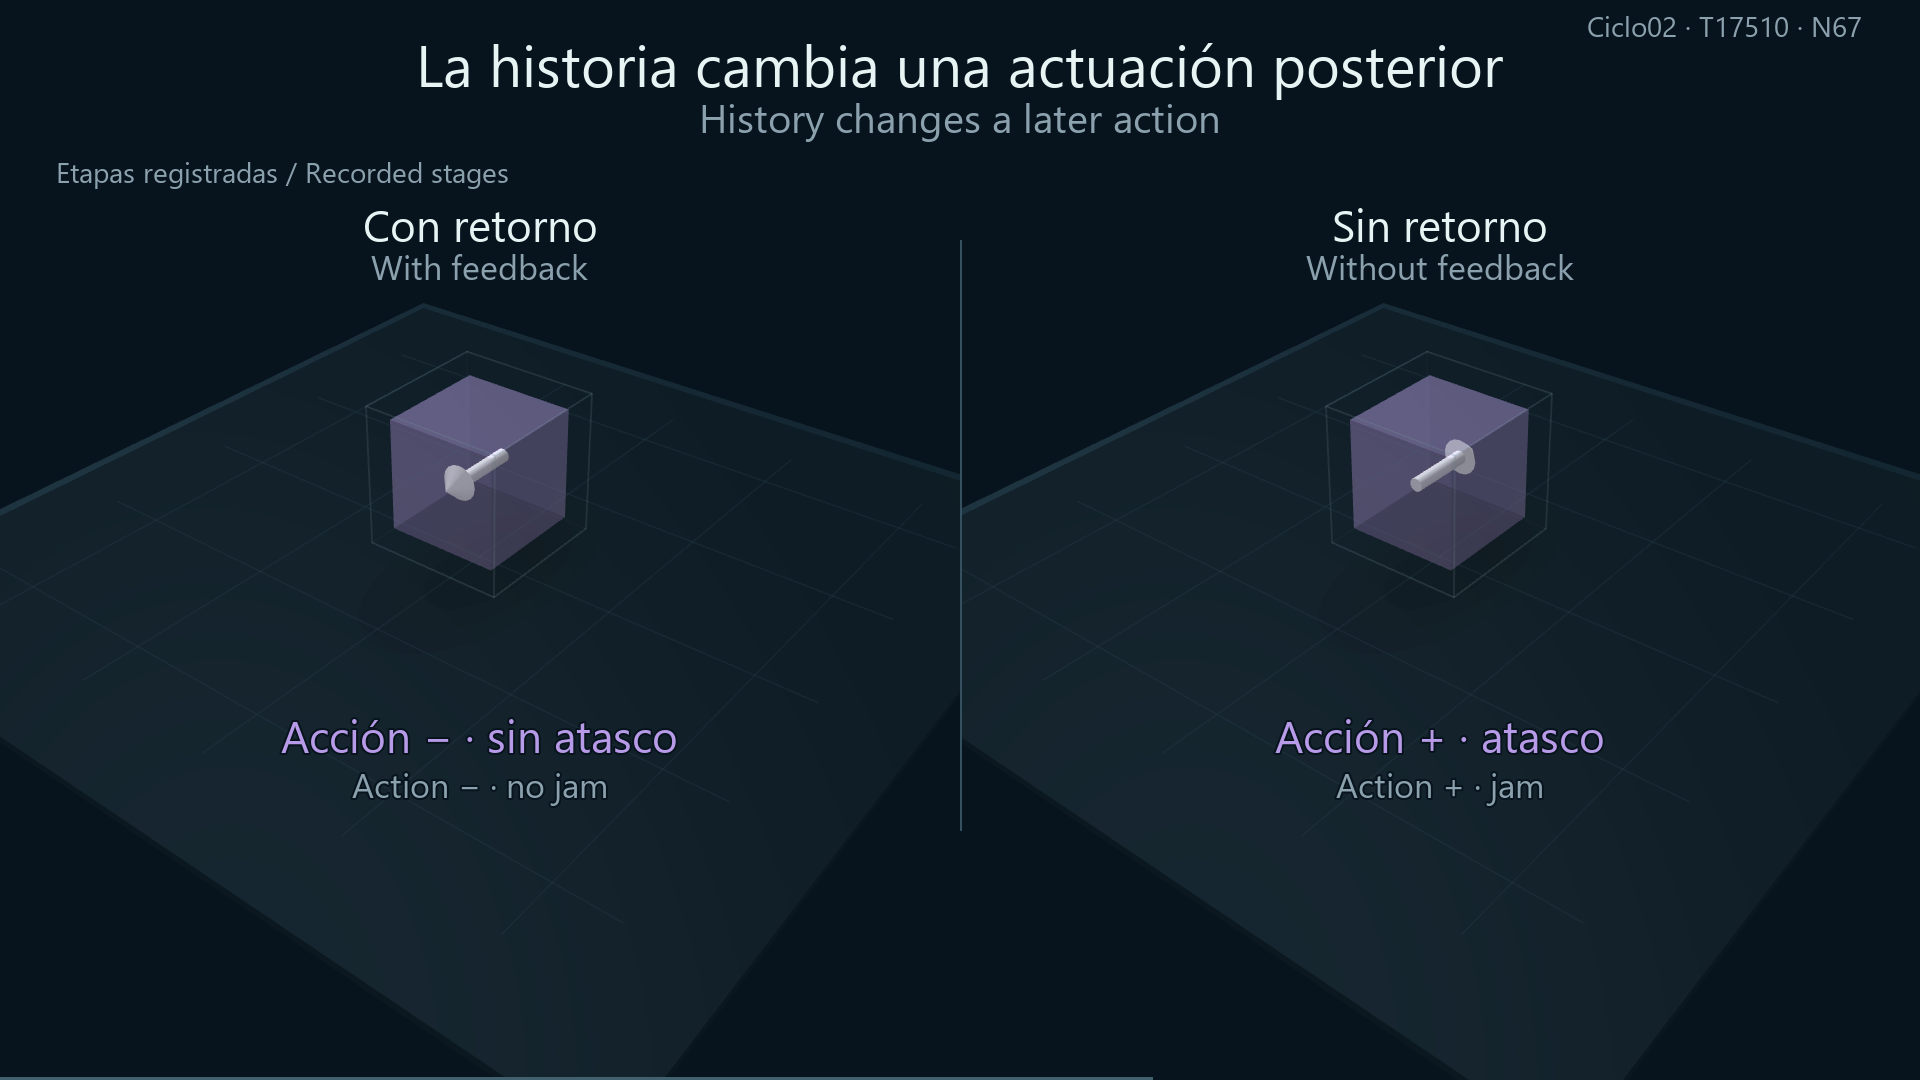 Ciclo02 · T17510 · N67
La historia cambia una actuación posterior
History changes a later action
Etapas registradas / Recorded stages
Con retorno
With feedback
Sin retorno
Without feedback
Acción − · sin atasco
Action − · no jam
Acción + · atasco
Action + · jam